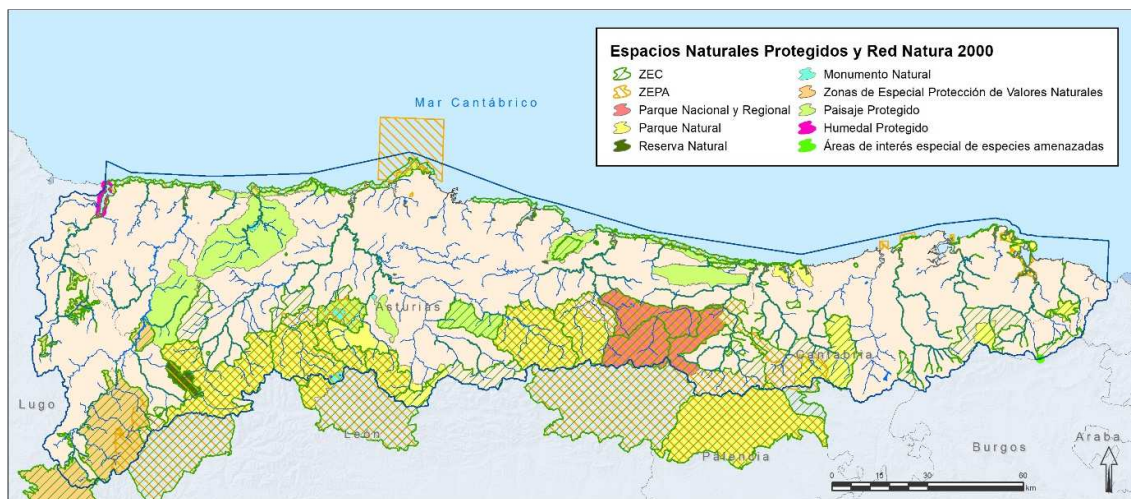 Espacios Naturales Protegidos y Red Natura 2000
ZEC
ZEPA
Parque Nacional y Regional
Parque Natural
Reserva Natural
Monumento Natural
Zonas de Especial Protección de Valores Naturales
Paisaje Protegido
Humedal Protegido
Áreas de interés especial de especies amenazadas
Mar Cantábrico
Asturias
Cantabria
Lugo
León
Palencia
Burgos
Araba
0 15 30 60
km